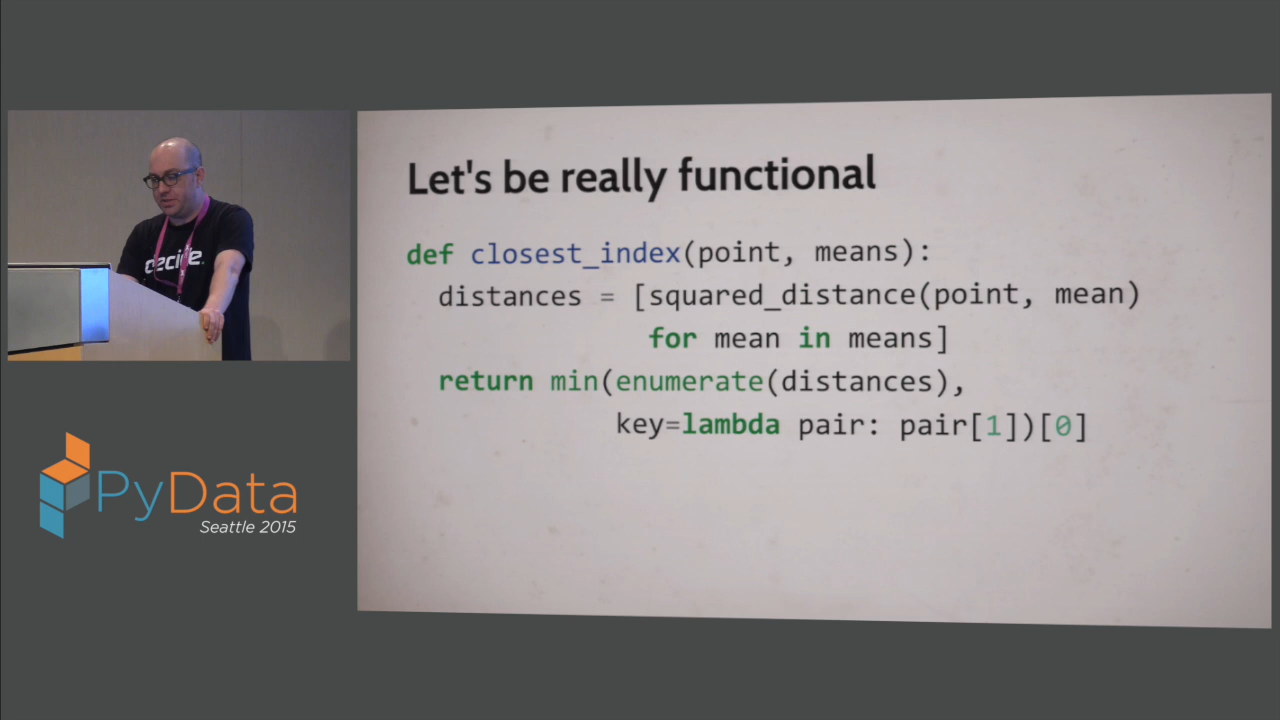 Let's be really functional
def closest_index(point, means):
distances = [squared_distance(point, mean)
for mean in means]
return min(enumerate(distances),
key=lambda pair: pair[1])[0]
PyData
Seattle 2015